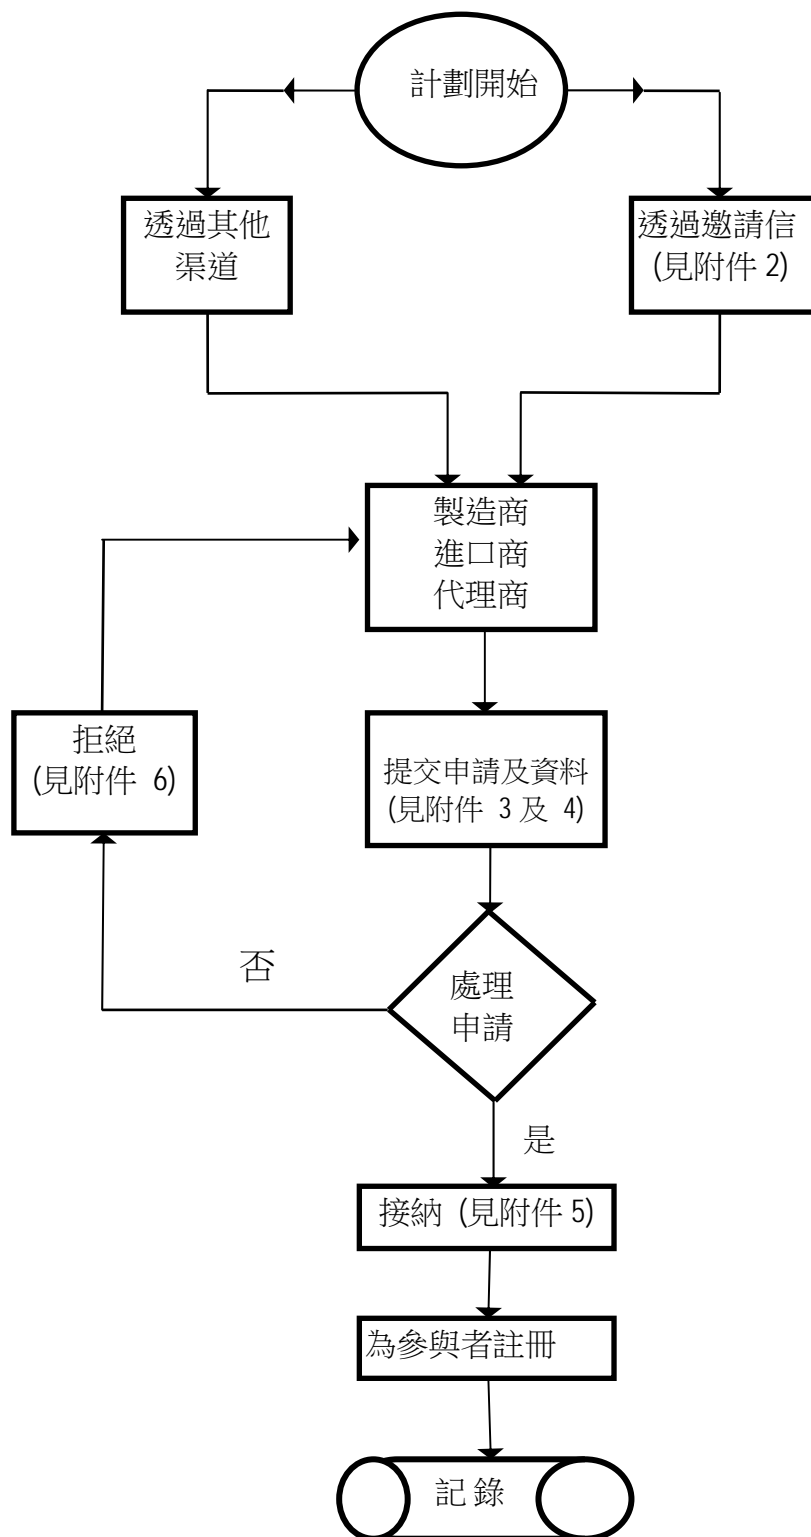 計劃開始
透過其他
渠道
透過邀請信
(見附件 2)
製造商
進口商
代理商
拒絕
(見附件 6)
提交申請及資料
(見附件 3 及 4)
否
處理
申請
是
接納 (見附件 5)
為參與者註冊
記 錄